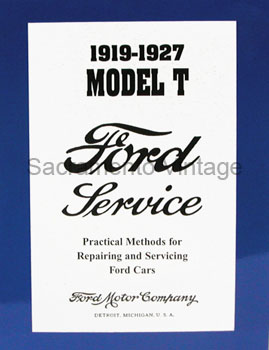 1919-1927
MODEL T
Ford
Sacramento Vintage
Service
Practical Methods for
Repairing and Servicing
Ford Cars
Ford Motor Company
DETROIT, MICHIGAN, U. S. A.